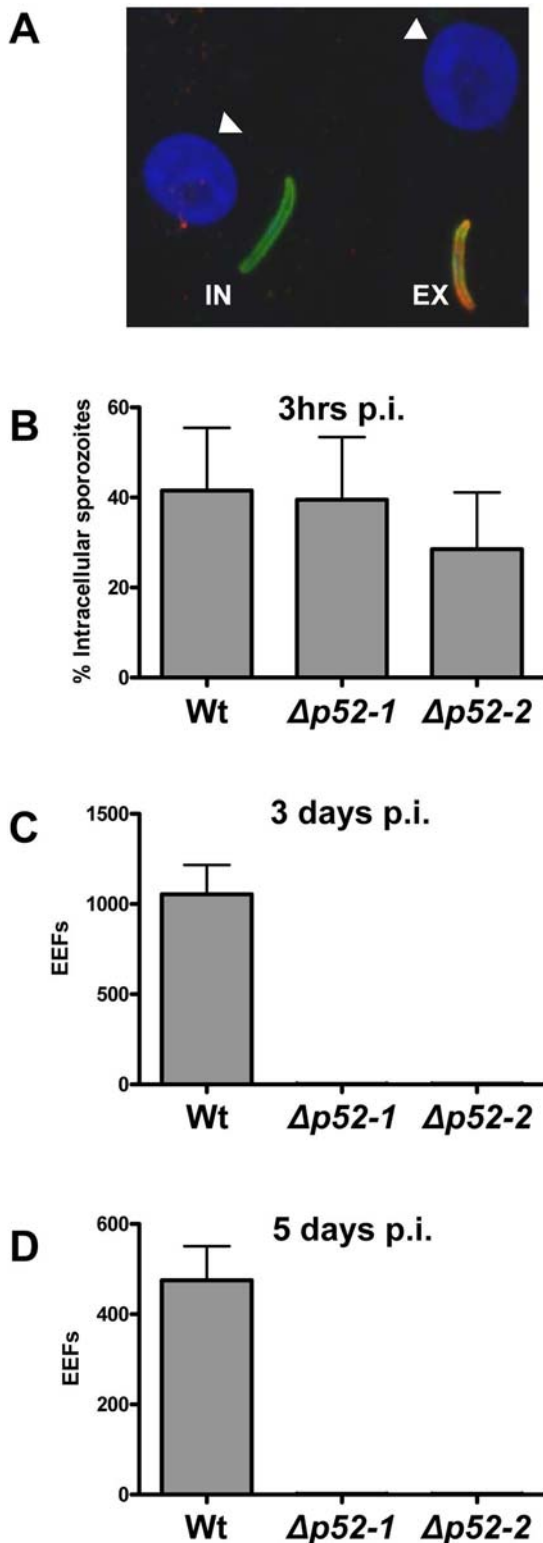 A
IN
EX
B
3hrs p.i.
% Intracellular sporozoites
60
40
20
0
Wt Δp52-1 Δp52-2
C
3 days p.i.
EEFs
1500
1000
500
0
Wt Δp52-1 Δp52-2
D
5 days p.i.
EEFs
600
400
200
0
Wt Δp52-1 Δp52-2